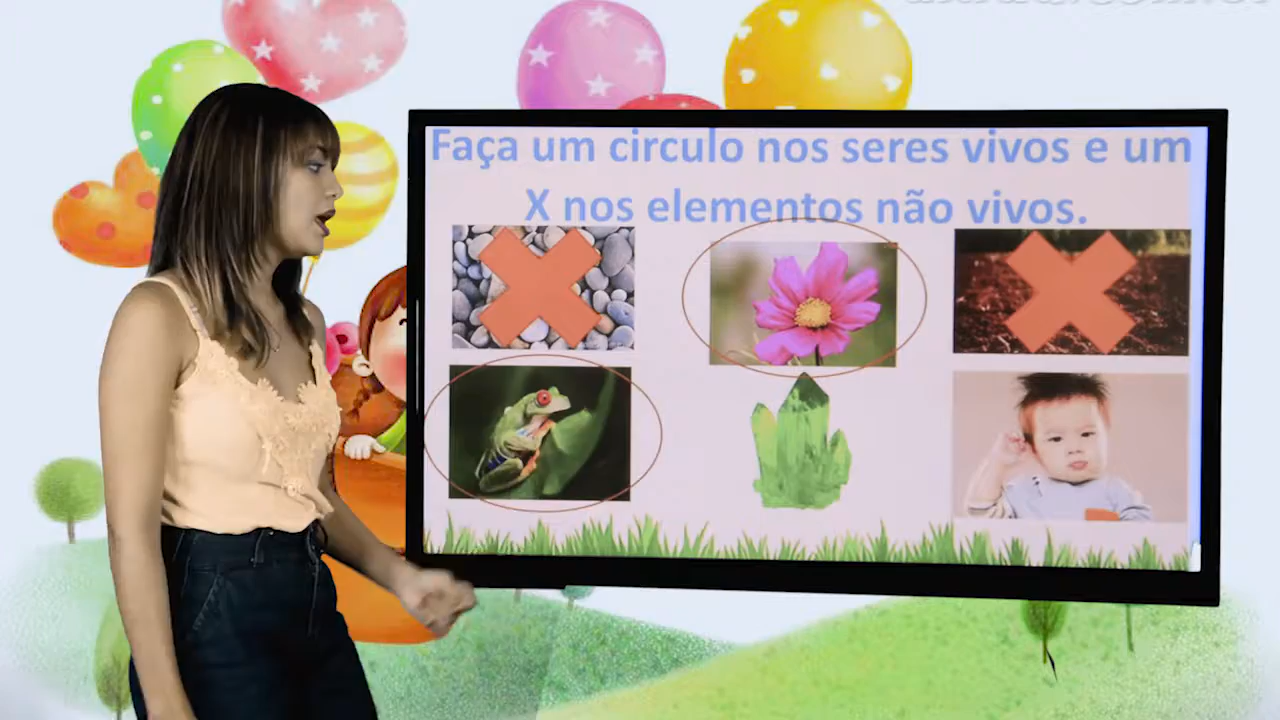 Faça um circulo nos seres vivos e um
X nos elementos não vivos.